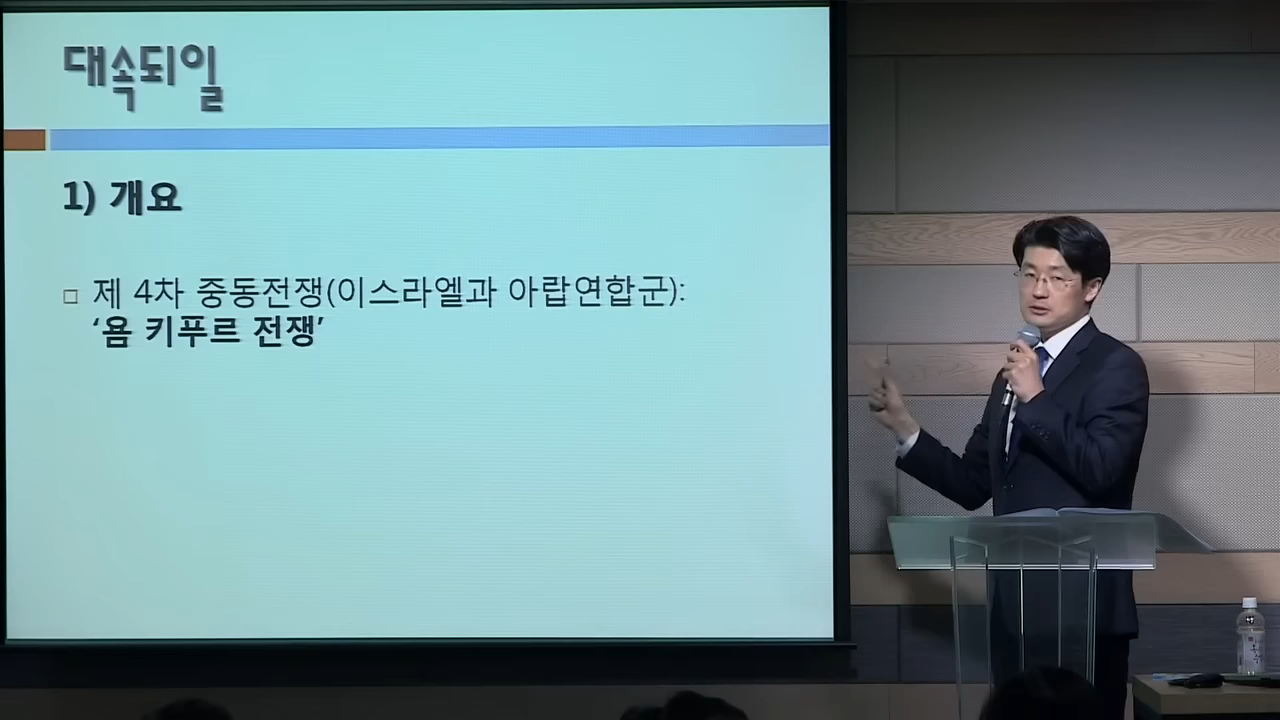 대속되일
1) 개요
□ 제 4차 중동전쟁(이스라엘과 아랍연합군):
‘욤 키푸르 전쟁’